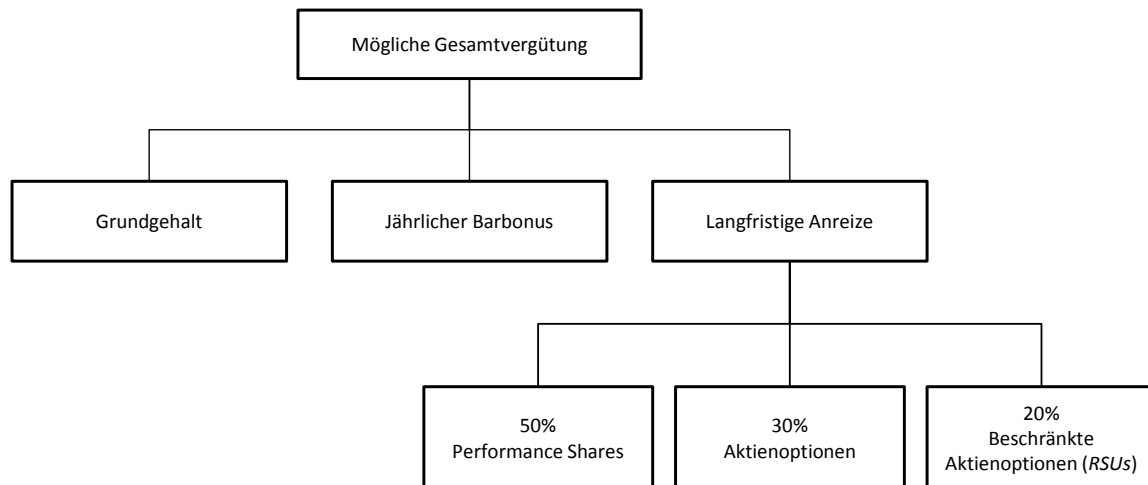 Mögliche Gesamtvergütung
Grundgehalt
Jährlicher Barbonus
Langfristige Anreize
50%
Performance Shares
30%
Aktienoptionen
20%
Beschränkte
Aktienoptionen (RSUs)